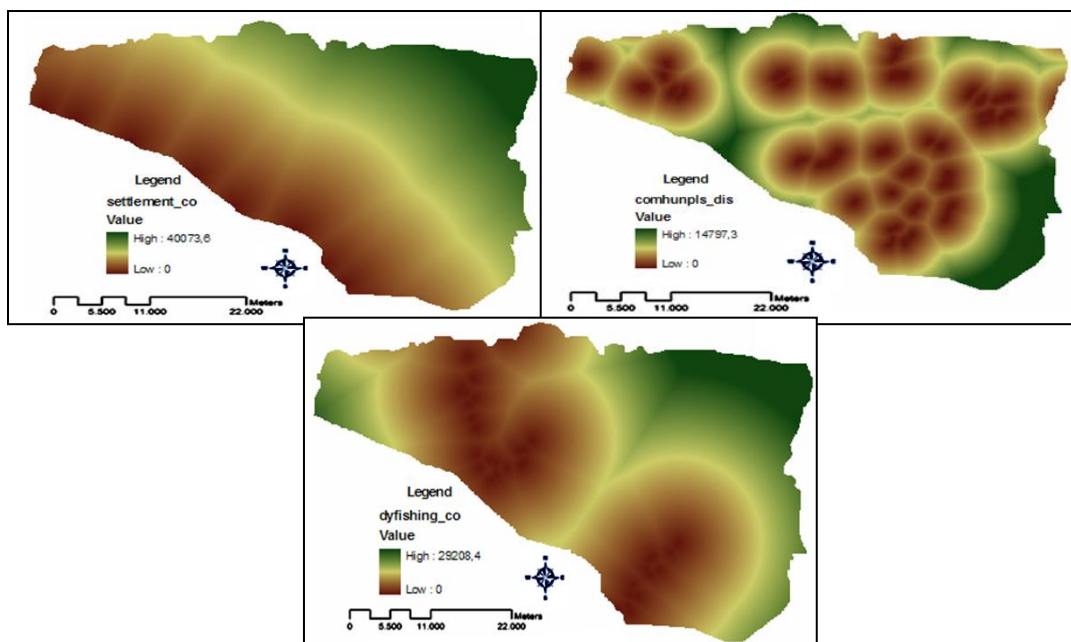 Legend
settlement_co
Value
High : 40073,6
Low : 0
Meters
0 5.500 11.000 22.000
Legend
comhunpls_dis
Value
High : 14797,3
Low : 0
Meters
0 5.500 11.000 22.000
Legend
dyfishing_co
Value
High : 29208,4
Low : 0
Meters
0 5.500 11.000 22.000